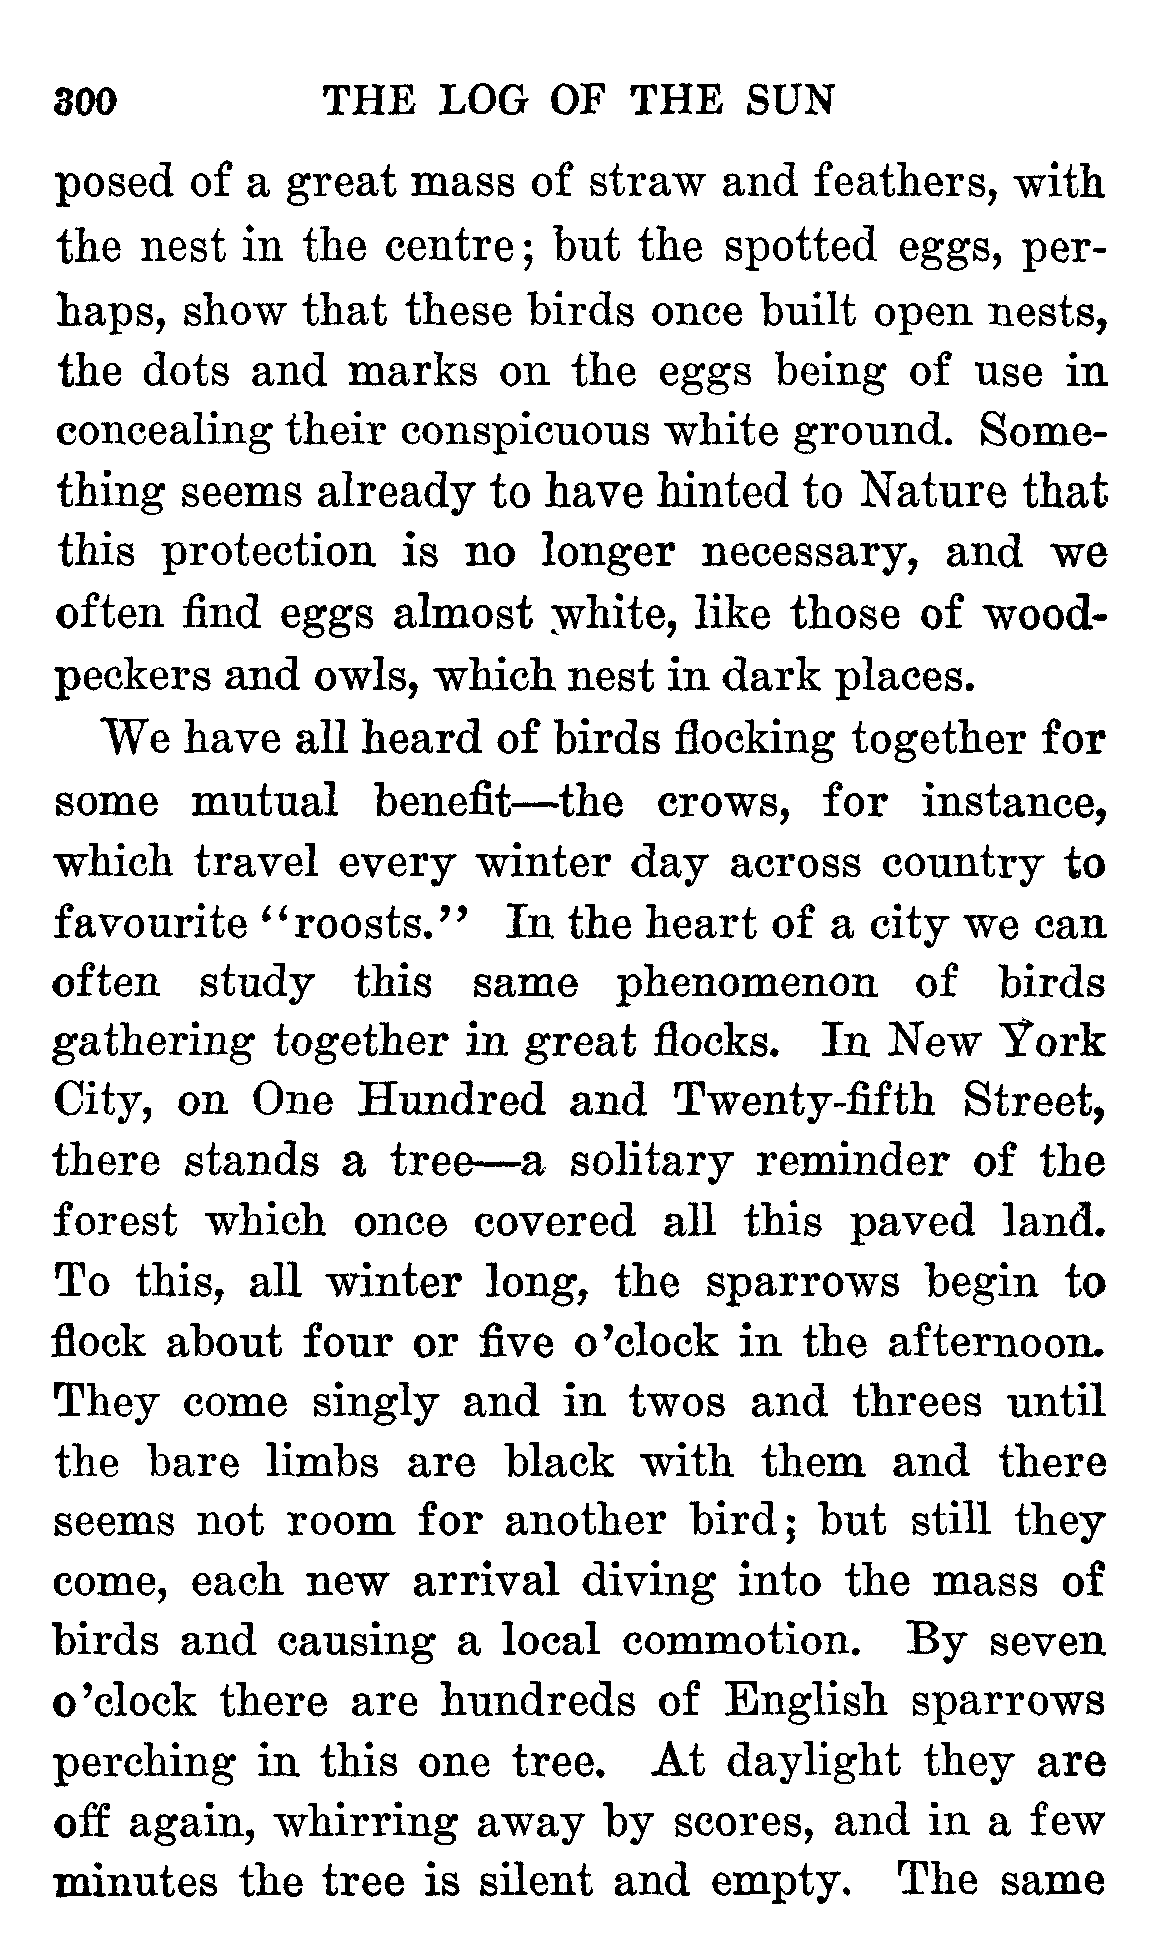 300 THE LOG OF THE SUN
posed of a great mass of straw and feathers, with
the nest in the centre; but the spotted eggs, per-
haps, show that these birds once built open nests,
the dots and marks on the eggs being of use in
concealing their conspicuous white ground. Some-
thing seems already to have hinted to Nature that
this protection is no longer necessary, and we
often find eggs almost white, like those of wood-
peckers and owls, which nest in dark places.
We have all heard of birds flocking together for
some mutual benefit—the crows, for instance,
which travel every winter day across country to
favourite "roosts." In the heart of a city we can
often study this same phenomenon of birds
gathering together in great flocks. In New York
City, on One Hundred and Twenty-fifth Street,
there stands a tree—a solitary reminder of the
forest which once covered all this paved land.
To this, all winter long, the sparrows begin to
flock about four or five o'clock in the afternoon.
They come singly and in twos and threes until
the bare limbs are black with them and there
seems not room for another bird; but still they
come, each new arrival diving into the mass of
birds and causing a local commotion. By seven
o'clock there are hundreds of English sparrows
perching in this one tree. At daylight they are
off again, whirring away by scores, and in a few
minutes the tree is silent and empty. The same